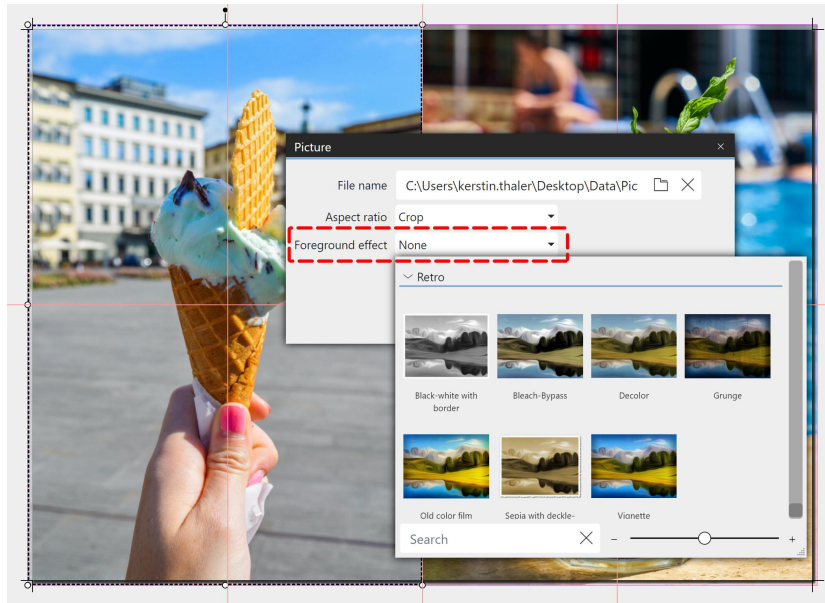 Picture
File name C:\Users\kerstin.thaler\Desktop\Data\Pic
Aspect ratio Crop
Foreground effect None
Retro
Black-white with border
Bleach-Bypass
Decolor
Grunge
Old color film
Sepia with deckle-
Vignette
Search